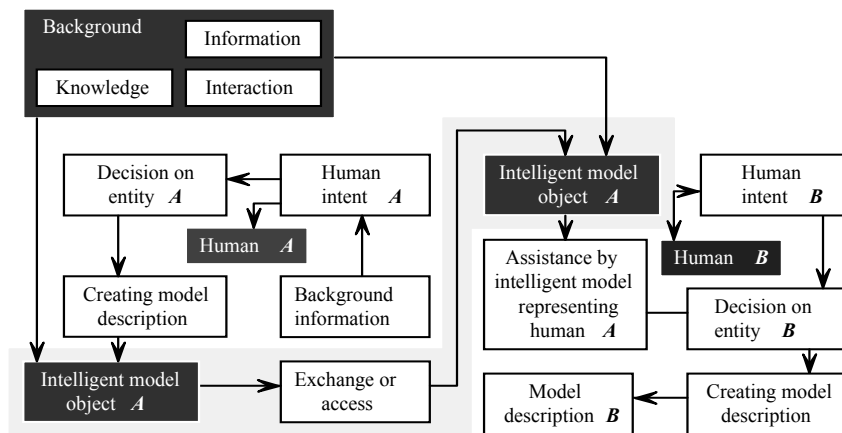 Background
Information
Knowledge
Interaction
Decision on
entity A
Human
intent A
Human A
Creating model
description
Background
information
Intelligent model
object A
Exchange or
access
Intelligent model
object A
Human
intent B
Human B
Assistance by
intelligent model
representing
human A
Decision on
entity B
Model
description B
Creating model
description